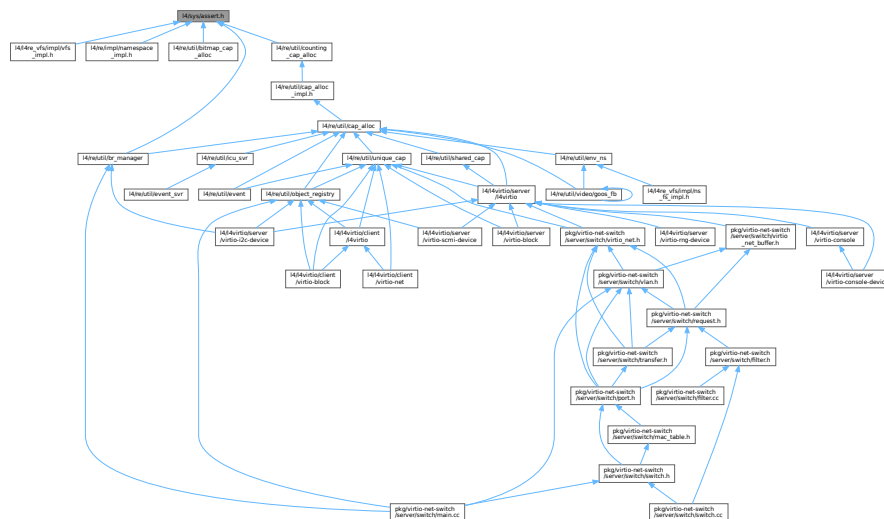 l4/sys/assert.h
l4/l4re_vfs/impl/vfs
_impl.h
l4/re/impl/namespace
_impl.h
l4/re/util/bitmap_cap
_alloc
l4/re/util/counting
_cap_alloc
l4/re/util/cap_alloc
_impl.h
l4/re/util/cap_alloc
l4/re/util/br_manager
l4/re/util/icu_svr
l4/re/util/unique_cap
l4/re/util/shared_cap
l4/re/util/env_ns
l4/re/util/event_svr
l4/re/util/event
l4/re/util/object_registry
l4/l4virtio/server
/l4virtio
l4/re/video/goos_fb
l4/l4re_vfs/impl/ns
_fs_impl.h
l4/l4virtio/server
/virtio-i2c-device
l4/l4virtio/client
/l4virtio
l4/l4virtio/server
/virtio-scmi-device
l4/l4virtio/server
/virtio-block
pkg/virtio-net-switch
/server/switch/virtio_net.h
l4/l4virtio/server
/virtio-rng-device
pkg/virtio-net-switch
/server/switch/virtio
_net_buffer.h
l4/l4virtio/server
/virtio-console
l4/l4virtio/client
/virtio-block
l4/l4virtio/client
/virtio-net
pkg/virtio-net-switch
/server/switch/vlan.h
l4/l4virtio/server
/virtio-console-device
pkg/virtio-net-switch
/server/switch/request.h
pkg/virtio-net-switch
/server/switch/transfer.h
pkg/virtio-net-switch
/server/switch/filter.h
pkg/virtio-net-switch
/server/switch/port.h
pkg/virtio-net-switch
/server/switch/filter.cc
pkg/virtio-net-switch
/server/switch/mac_table.h
pkg/virtio-net-switch
/server/switch/switch.h
pkg/virtio-net-switch
/server/switch/main.cc
pkg/virtio-net-switch
/server/switch/switch.cc